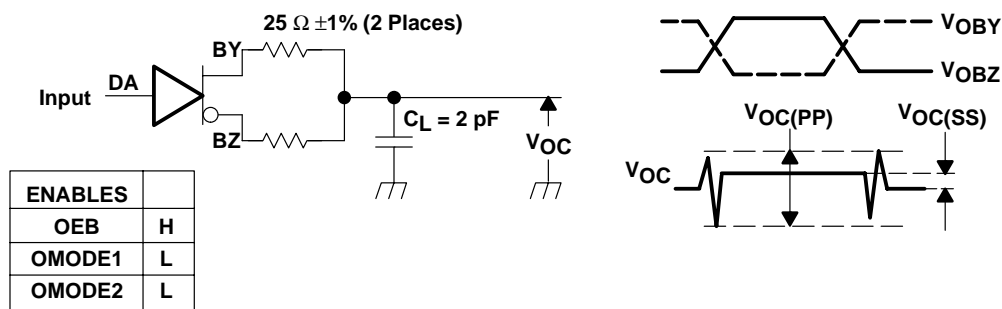 25 Ω ±1% (2 Places)
BY
DA
Input
BZ
CL = 2 pF
VOC
ENABLES
OEB H
OMODE1 L
OMODE2 L
VOBY
VOBZ
VOC(PP)
VOC(SS)
VOC